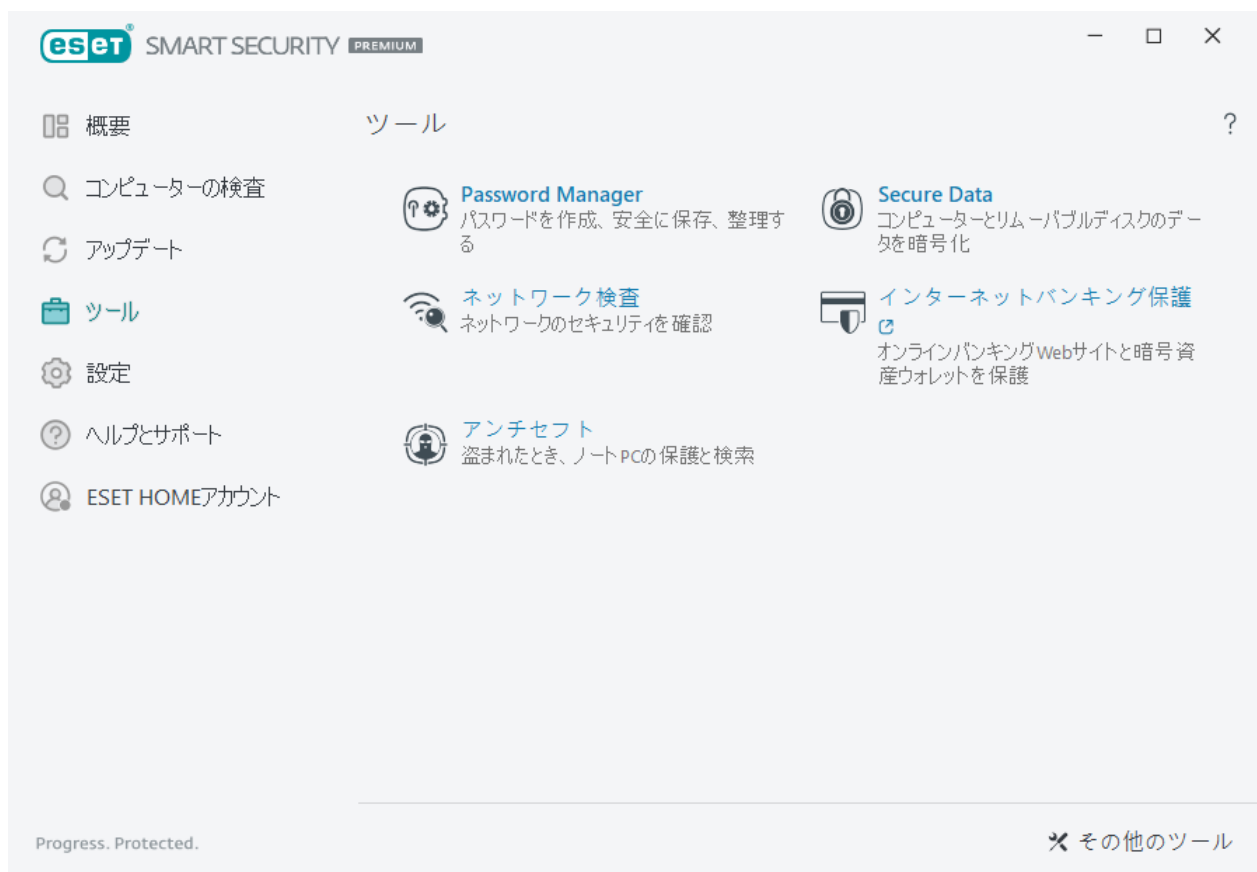 eset® SMART SECURITY PREMIUM
概要
コンピューターの検査
アップデート
ツール
設定
ヘルプとサポート
ESET HOMEアカウント
ツール
?
Password Manager
パスワードを作成、安全に保存、整理す
る
Secure Data
コンピューターとリムーバブルディスクのデー
タを暗号化
ネットワーク検査
ネットワークのセキュリティを確認
インターネットバンキング保護
オンラインバンキングWebサイトと暗号資
産ウォレットを保護
アンチセフト
盗まれたとき、ノートPCの保護と検索
Progress. Protected.
その他のツール